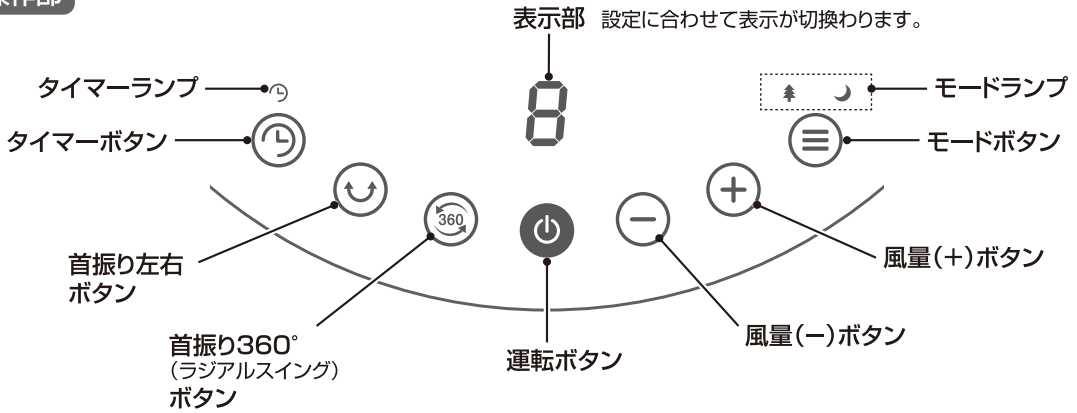 表示部 設定に合わせて表示が切換わります。
タイマーランプ
モードランプ
8
タイマーボタン
モードボタン
360
首振り左右
ボタン
風量(+)ボタン
首振り360°
(ラジアルスイング)
ボタン
運転ボタン
風量(−)ボタン